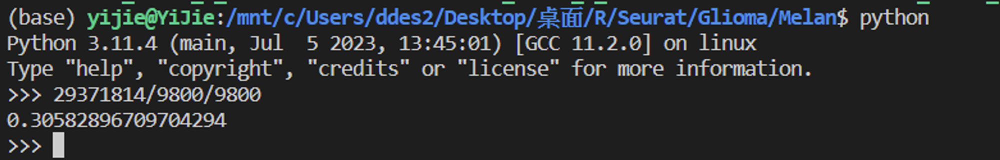 (base) yijie@YiJie:/mnt/c/Users/ddes2/Desktop/桌面/R/Seurat/Glioma/Melan$ python
Python 3.11.4 (main, Jul  5 2023, 13:45:01) [GCC 11.2.0] on linux
Type "help", "copyright", "credits" or "license" for more information.
>>> 29371814/9800/9800
0.30582896709704294
>>>